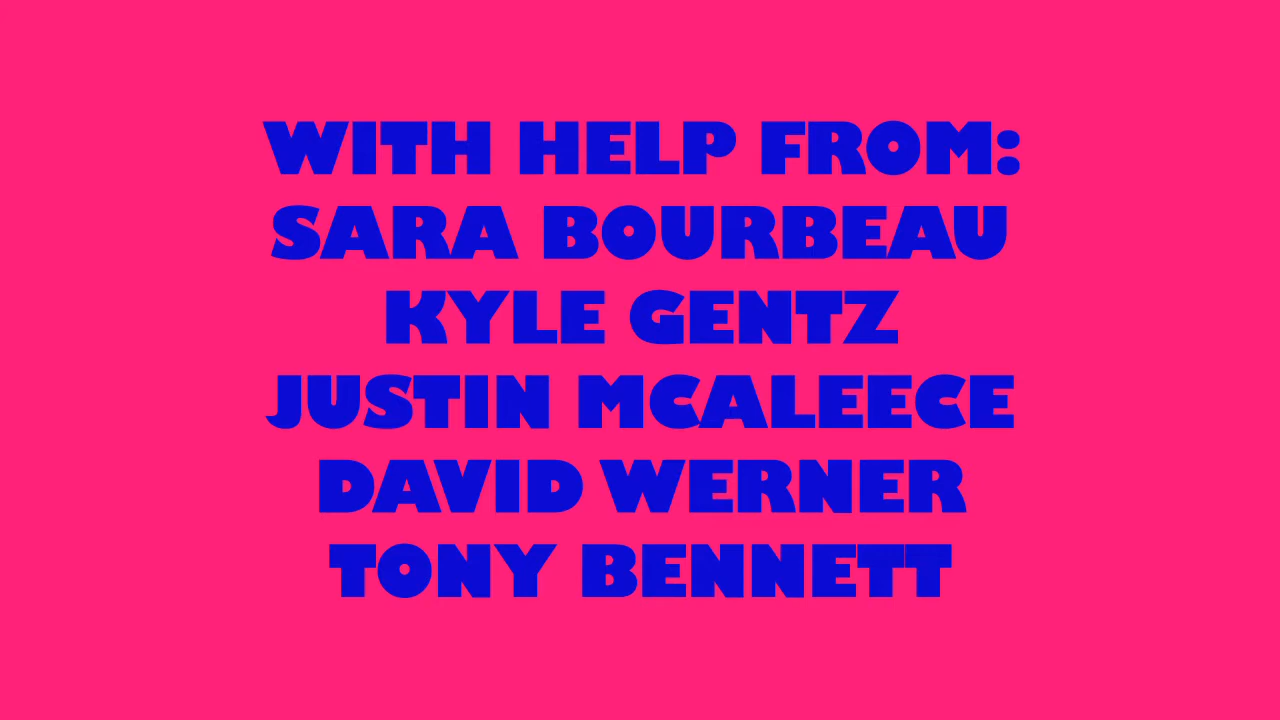 WITH HELP FROM:
SARA BOURBEAU
KYLE GENTZ
JUSTIN MCALEECE
DAVID WERNER
TONY BENNETT